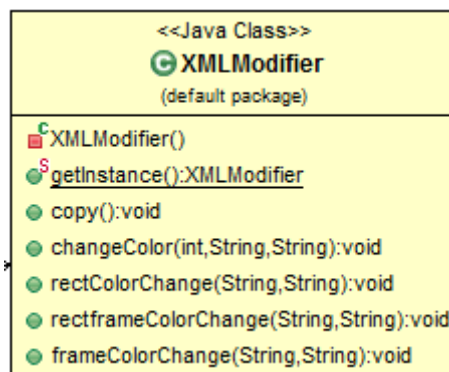 <<Java Class>>
C XMLModifier
(default package)
C XMLModifier()
S getInstance():XMLModifier
copy():void
changeColor(int,String,String):void
rectColorChange(String,String):void
rectframeColorChange(String,String):void
frameColorChange(String,String):void